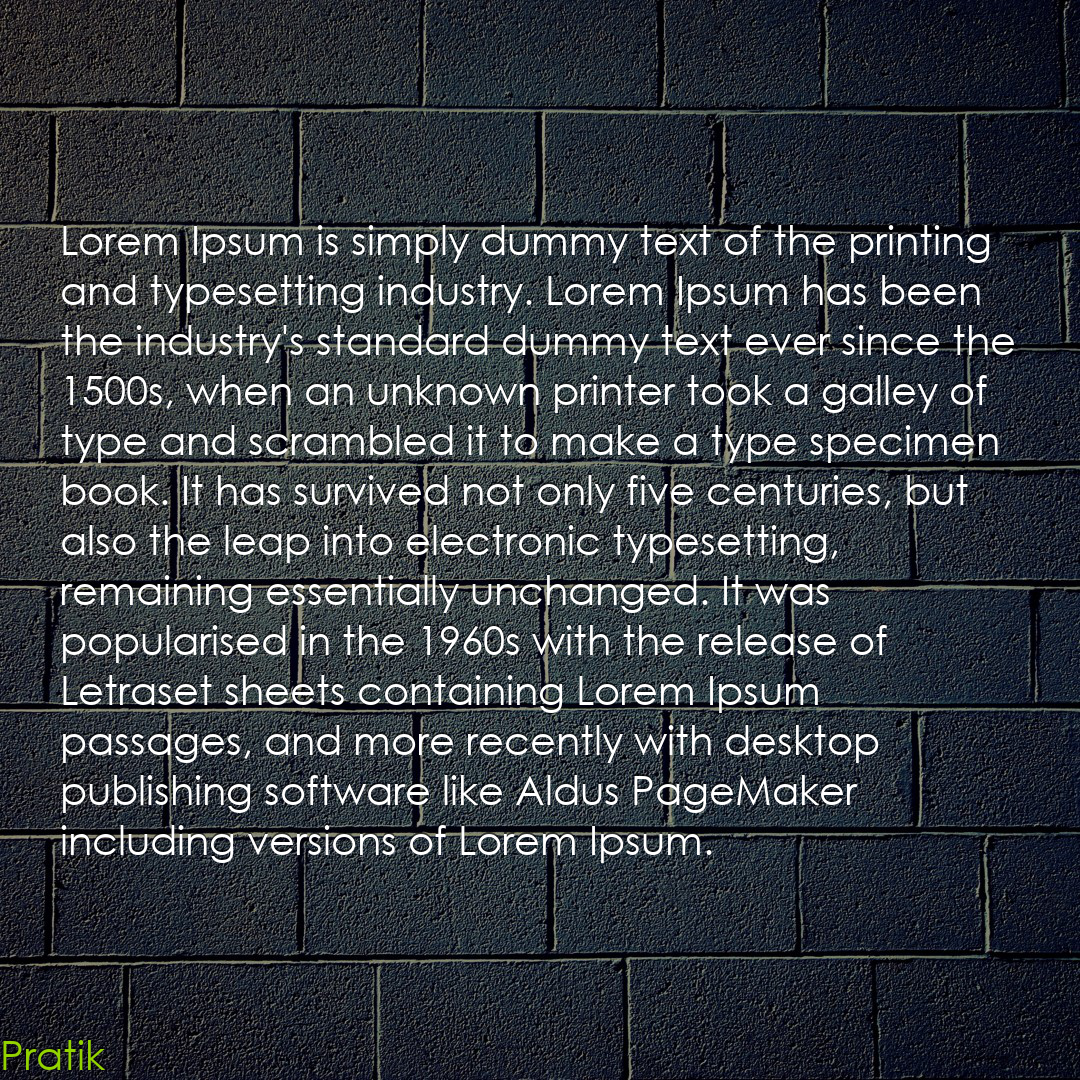 Lorem Ipsum is simply dummy text of the printing
and typesetting industry. Lorem Ipsum has been
the industry's standard dummy text ever since the
1500s, when an unknown printer took a galley of
type and scrambled it to make a type specimen
book. It has survived not only five centuries, but
also the leap into electronic typesetting,
remaining essentially unchanged. It was
popularised in the 1960s with the release of
Letraset sheets containing Lorem Ipsum
passages, and more recently with desktop
publishing software like Aldus PageMaker
including versions of Lorem Ipsum.
Pratik